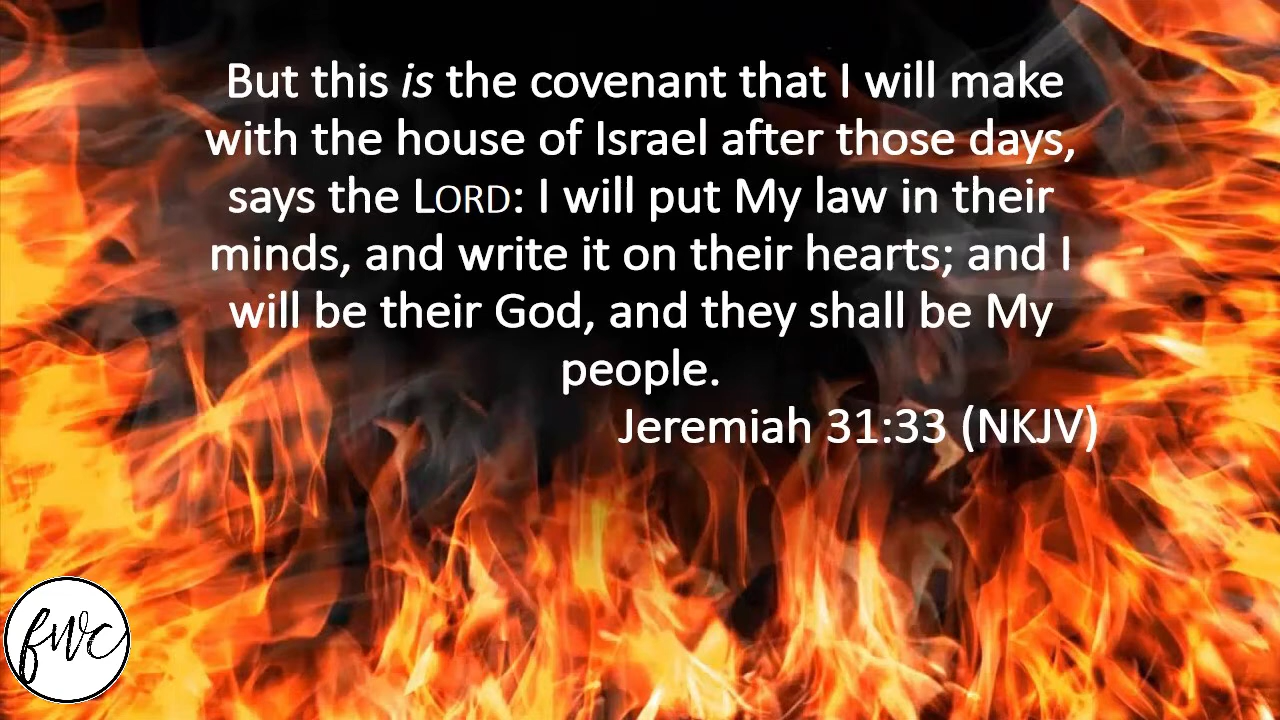 But this is the covenant that I will make
with the house of Israel after those days,
says the LORD: I will put My law in their
minds, and write it on their hearts; and I
will be their God, and they shall be My
people.
Jeremiah 31:33 (NKJV)
fwc